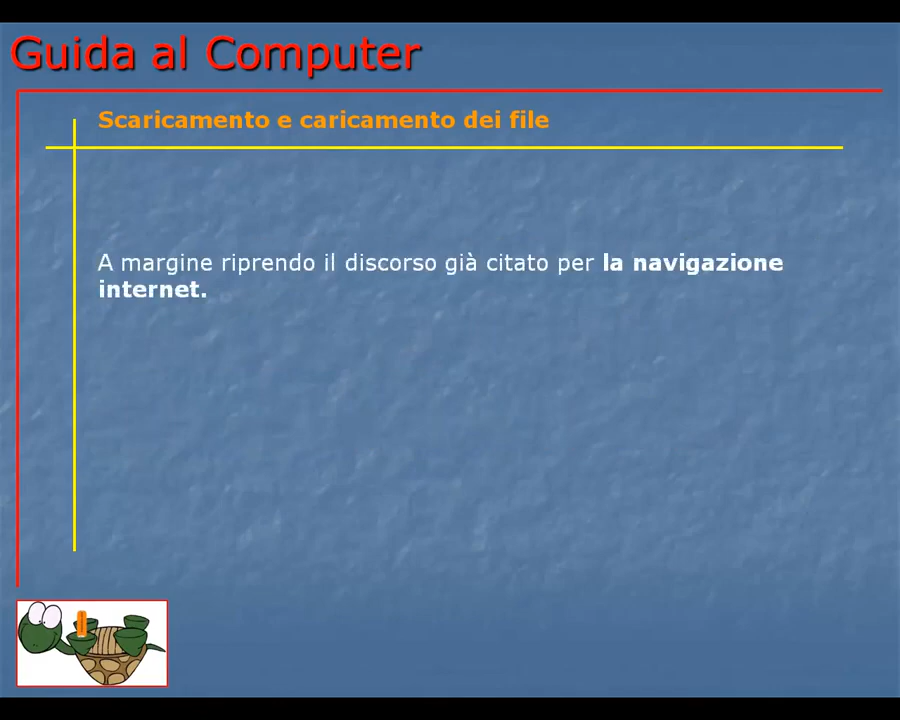 Guida al Computer
Scaricamento e caricamento dei file
A margine riprendo il discorso già citato per la navigazione
internet.